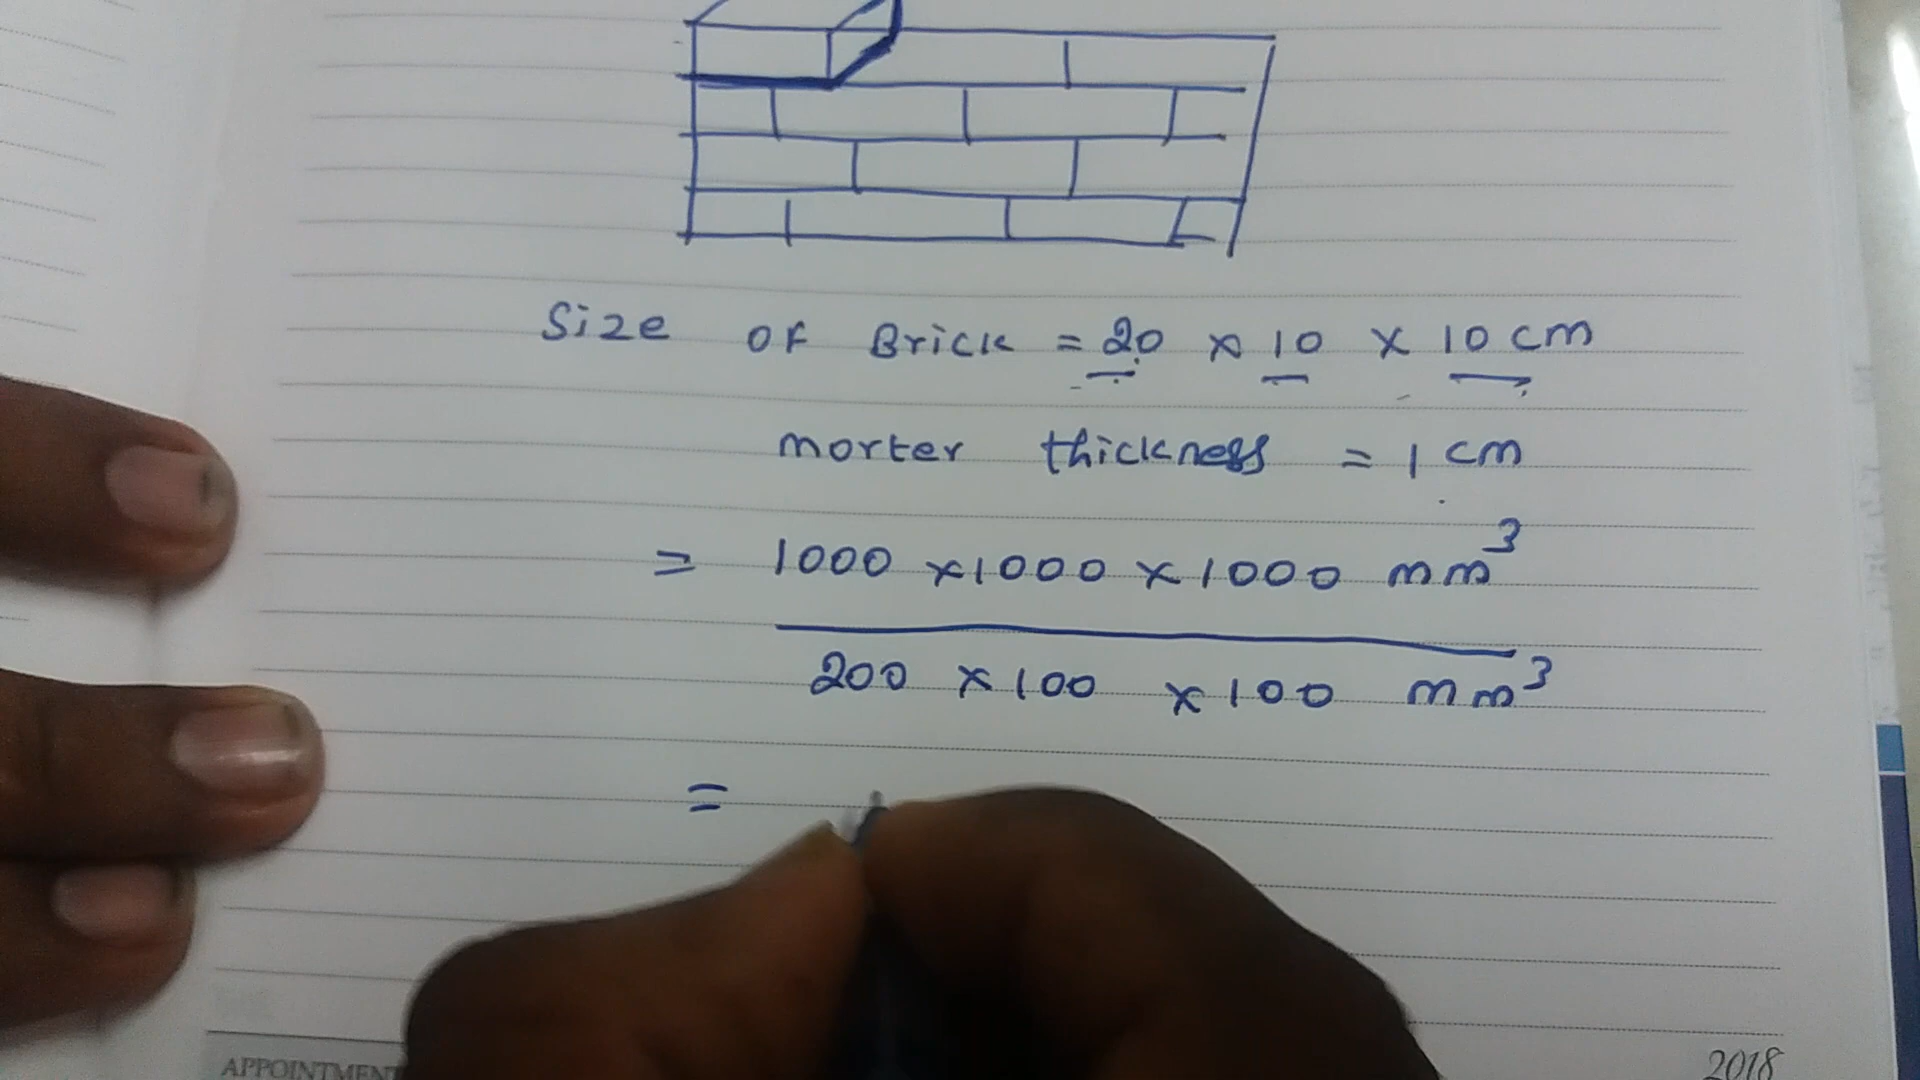 Size of Brick = 20 x 10 x 10 cm
morter thickness = 1 cm
= 1000 x 1000 x 1000 mm³
200 x 100 x 100 mm³
=
APPOINTMENT
2018